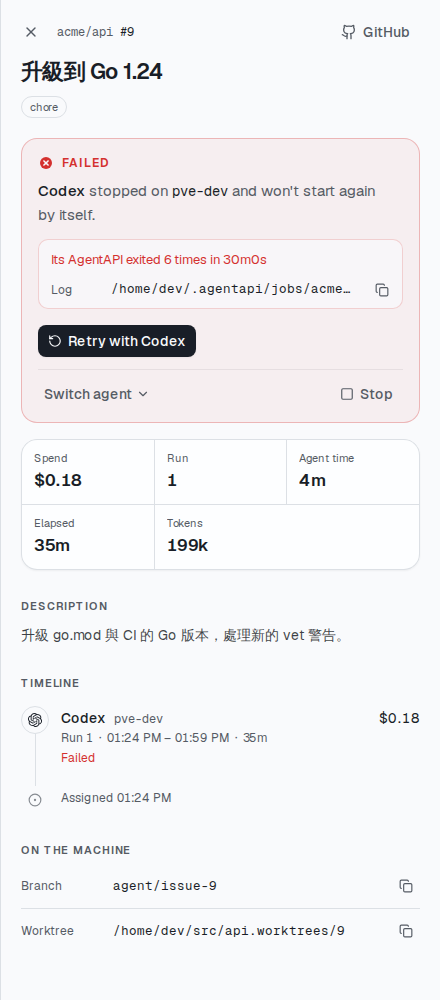 acme/api #9
GitHub
升級到 Go 1.24
chore
FAILED
Codex stopped on pve-dev and won't start again
by itself.
Its AgentAPI exited 6 times in 30m0s
Log /home/dev/.agentapi/jobs/acme…
Retry with Codex
Switch agent
Stop
Spend Run Agent time
$0.18 1 4m
Elapsed Tokens
35m 199k
DESCRIPTION
升級 go.mod 與 CI 的 Go 版本，處理新的 vet 警告。
TIMELINE
Codex pve-dev $0.18
Run 1 · 01:24 PM – 01:59 PM · 35m
Failed
Assigned 01:24 PM
ON THE MACHINE
Branch agent/issue-9
Worktree /home/dev/src/api.worktrees/9